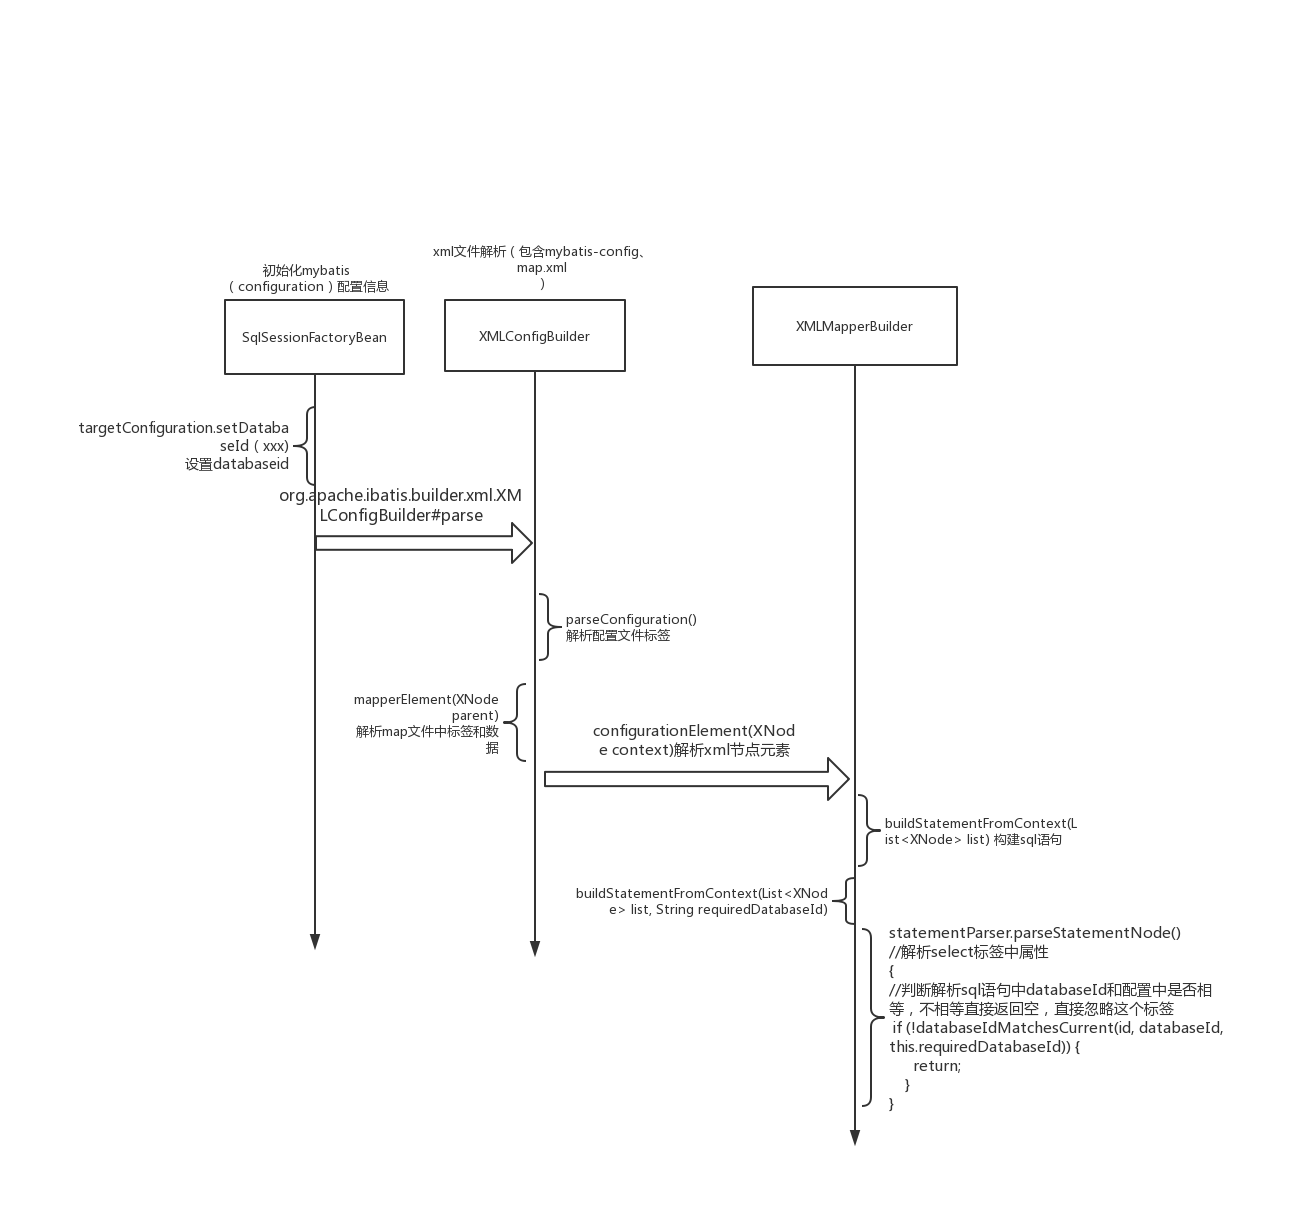 初始化mybatis
（configuration）配置信息
SqlSessionFactoryBean
xml文件解析（包含mybatis-config、
map.xml
）
XMLConfigBuilder
XMLMapperBuilder
targetConfiguration.setDataba
seId（xxx)
设置databaseid
org.apache.ibatis.builder.xml.XM
LConfigBuilder#parse
parseConfiguration()
解析配置文件标签
mapperElement(XNode
parent)
解析map文件中标签和数
据
configurationElement(XNod
e context)解析xml节点元素
buildStatementFromContext(L
ist<XNode> list) 构建sql语句
buildStatementFromContext(List<XNod
e> list, String requiredDatabaseId)
statementParser.parseStatementNode()
//解析select标签中属性
{
//判断解析sql语句中databaseId和配置中是否相
等，不相等直接返回空，直接忽略这个标签
if (!databaseIdMatchesCurrent(id, databaseId,
this.requiredDatabaseId)) {
return;
}
}